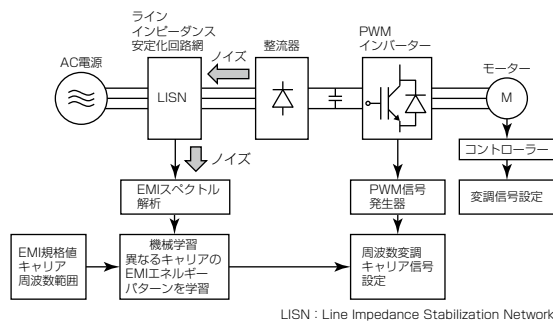 ライン
インピーダンス
安定化回路網
整流器
PWM
インバーター
AC電源
ノイズ
モーター
LISN
M
コントローラー
ノイズ
EMIスペクトル
解析
PWM信号
発生器
変調信号設定
EMI規格値
キャリア
周波数範囲
機械学習
異なるキャリアの
EMIエネルギー
パターンを学習
周波数変調
キャリア信号
設定
LISN：Line Impedance Stabilization Network